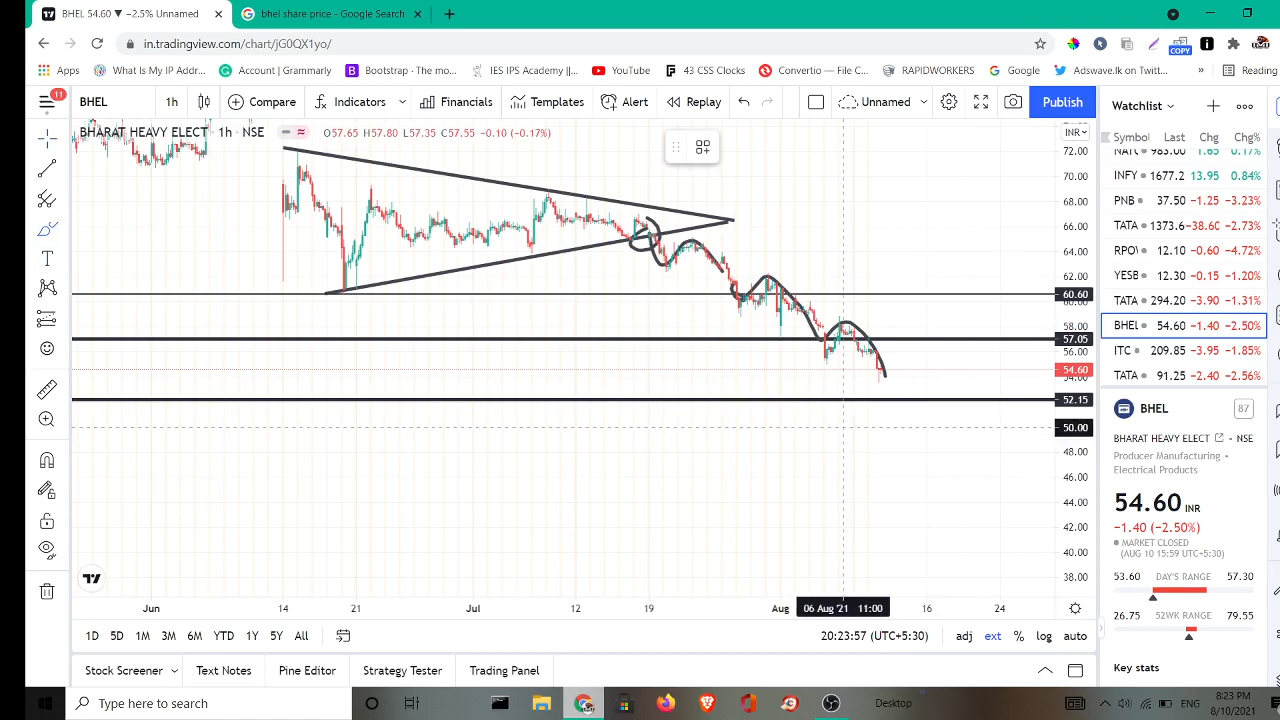 BHEL 54.60 ▼ −2.5% Unnamed
bhel share price - Google Search
in.tradingview.com/chart/jG0QX1yo/
COPY
Apps
What Is My IP Addr...
Account | Grammarly
Bootstrap · The mo...
IES IPS Academy ||...
YouTube
43 CSS Clocks
Convertio — File C...
RAPIDWORKERS
Google
Adswave.lk on Twitt...
»
Reading
11
BHEL
1h
Compare
Indicators
Financials
Templates
Alert
Replay
Unnamed
Publish
Watchlist
BHARAT HEAVY ELECT · 1h · NSE
O57.65 H57.80 L57.35 C57.55 −0.10 (−0.17%)
INR
72.00
70.00
68.00
66.00
64.00
62.00
60.60
58.00
57.05
56.00
54.60
54.00
52.15
50.00
48.00
46.00
44.00
42.00
40.00
38.00
Symbol Last Chg Chg%
983.00 1.65 0.17%
INFY 1677.2 13.95 0.84%
PNB 37.50 −1.25 −3.23%
TATA 1373.6 −38.60 −2.73%
RPOW 12.10 −0.60 −4.72%
YESB 12.30 −0.15 −1.20%
TATA 294.20 −3.90 −1.31%
BHEL 54.60 −1.40 −2.50%
ITC 209.85 −3.95 −1.85%
TATA 91.25 −2.40 −2.56%
BHEL
87
BHARAT HEAVY ELECT · NSE
Producer Manufacturing •
Electrical Products
54.60 INR
−1.40 (−2.50%)
MARKET CLOSED
(AUG 10 15:59 UTC+5:30)
53.60 DAY'S RANGE 57.30
26.75 52WK RANGE 79.55
Key stats
Jun
14
21
Jul
12
19
Aug
06 Aug '21 11:00
16
24
1D 5D 1M 3M 6M YTD 1Y 5Y All
20:23:57 (UTC+5:30)
adj ext % log auto
Stock Screener
Text Notes
Pine Editor
Strategy Tester
Trading Panel
Type here to search
Desktop
ENG
8:23 PM
8/10/2021